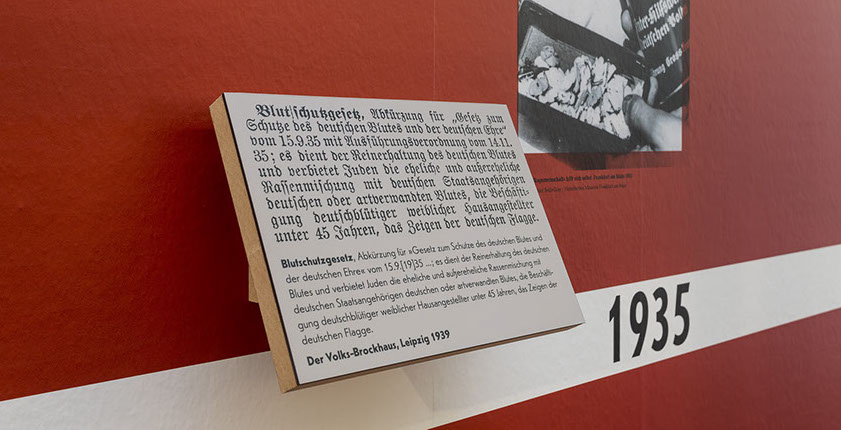 Blutschutzgesetz, Abkürzung für „Gesetz zum
Schutze des deutschen Blutes und der deutschen Ehre“
vom 15.9.35 mit Ausführungsverordnung vom 14.11.
35; es dient der Reinerhaltung des deutschen Blutes
und verbietet Juden die eheliche und außereheliche
Rassenmischung mit deutschen Staatsangehörigen
deutschen oder artverwandten Blutes, die Beschäfti-
gung deutschblütiger weiblicher Hausangestellter
unter 45 Jahren, das Zeigen der deutschen Flagge.
Blutschutzgesetz, Abkürzung für »Gesetz zum Schutze des deutschen Blutes und
der deutschen Ehre« vom 15.9.[19]35 ...; es dient der Reinerhaltung des deutschen
Blutes und verbietet Juden die eheliche und außereheliche Rassenmischung mit
deutschen Staatsangehörigen deutschen oder artverwandten Blutes, die Beschäfti-
gung deutschblütiger weiblicher Hausangestellter unter 45 Jahren, das Zeigen der
deutschen Flagge.
Der Volks-Brockhaus, Leipzig 1939
1935